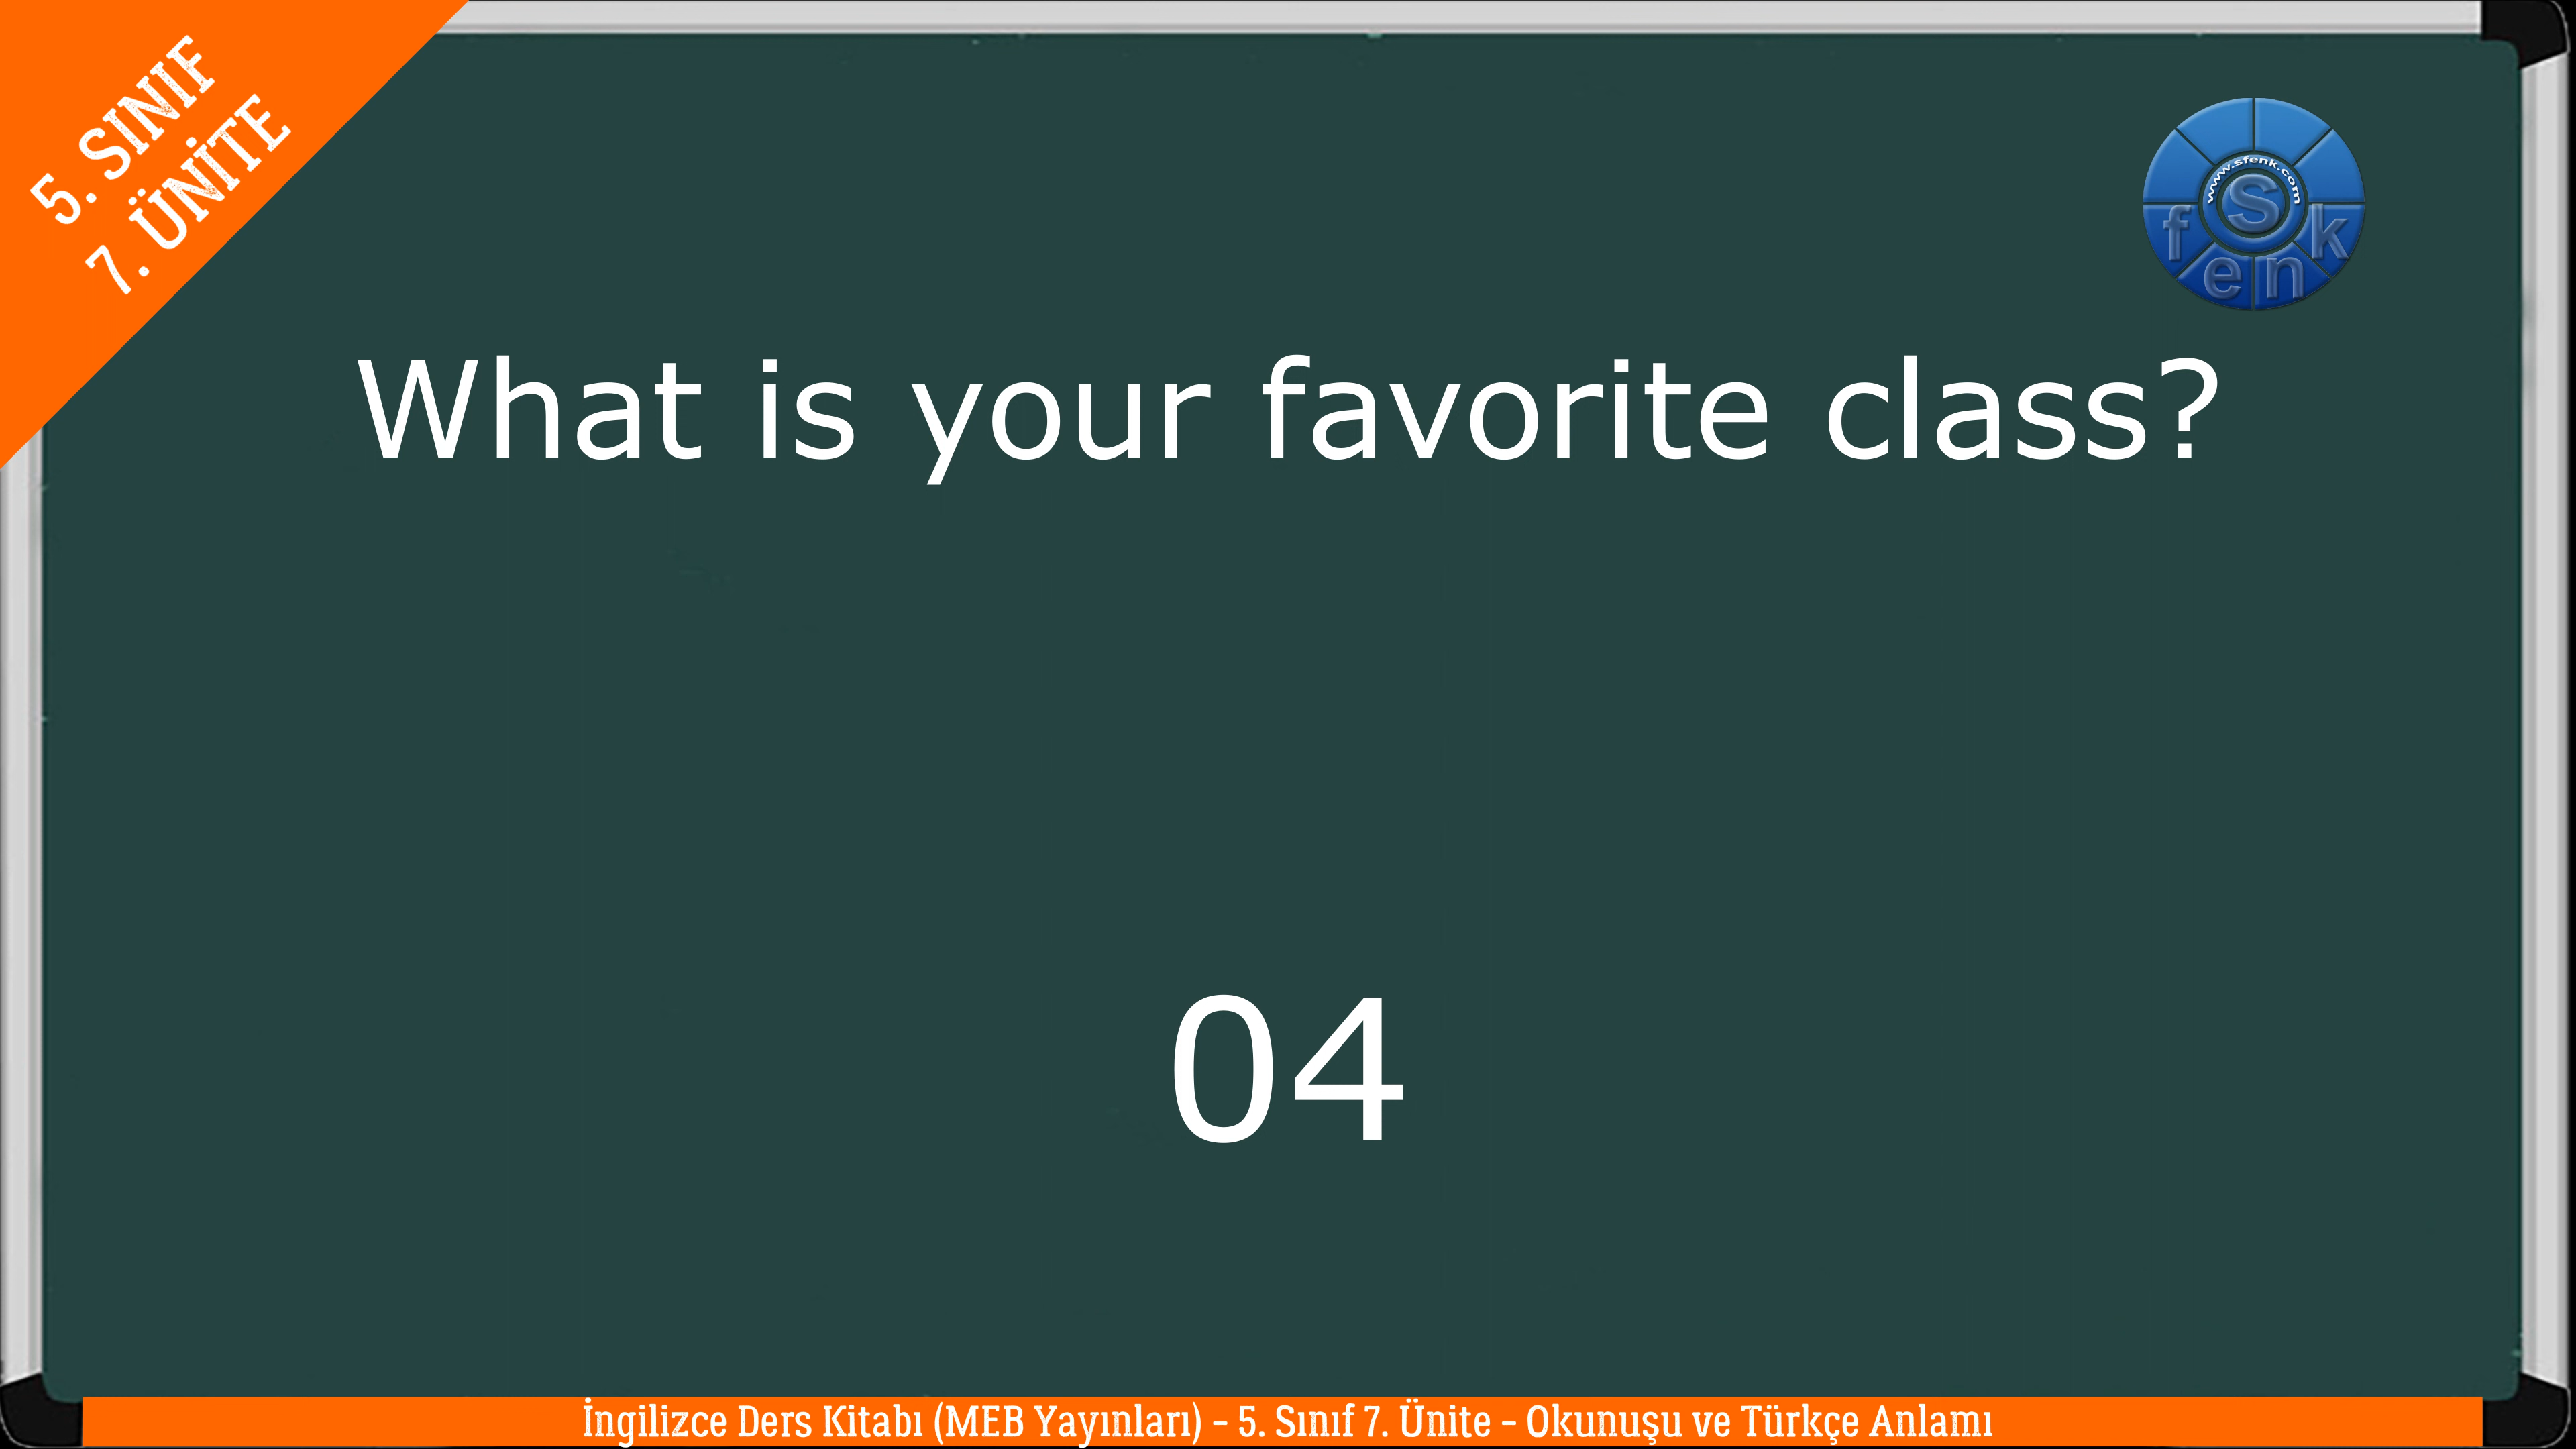 5. SINIF
7. ÜNİTE
www.sfenk.com
S
f e n k
What is your favorite class?
04
İngilizce Ders Kitabı (MEB Yayınları) – 5. Sınıf 7. Ünite – Okunuşu ve Türkçe Anlamı